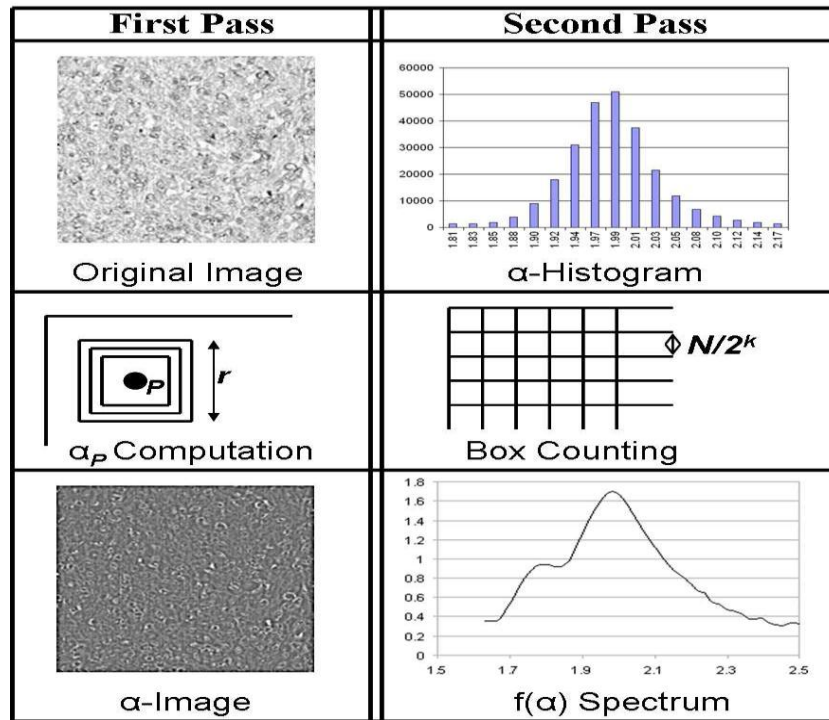 First Pass
Second Pass
Original Image
60000
50000
40000
30000
20000
10000
0
1.81 1.83 1.85 1.88 1.90 1.92 1.94 1.97 1.99 2.01 2.03 2.05 2.08 2.10 2.12 2.14 2.17
α-Histogram
P
r
αP Computation
N/2^k
Box Counting
α-Image
1.8
1.6
1.4
1.2
1
0.8
0.6
0.4
0.2
0
1.5 1.7 1.9 2.1 2.3 2.5
f(α) Spectrum